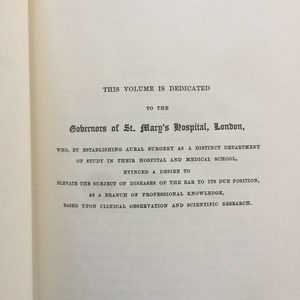 THIS VOLUME IS DEDICATED
TO THE
Governors of St. Mary's Hospital, London,
WHO, BY ESTABLISHING AURAL SURGERY AS A DISTINCT DEPARTMENT
OF STUDY IN THEIR HOSPITAL AND MEDICAL SCHOOL,
EVINCED A DESIRE TO
ELEVATE THE SUBJECT OF DISEASES OF THE EAR TO ITS DUE POSITION,
AS A BRANCH OF PROFESSIONAL KNOWLEDGE,
BASED UPON CLINICAL OBSERVATION AND SCIENTIFIC RESEARCH.